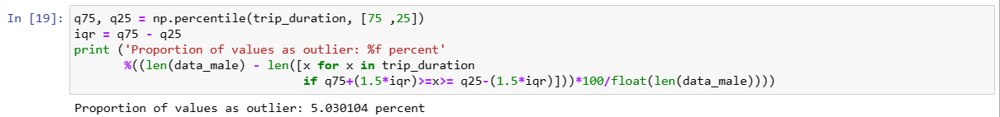 In [19]: q75, q25 = np.percentile(trip_duration, [75 ,25])
iqr = q75 - q25
print ('Proportion of values as outlier: %f percent'
%((len(data_male) - len([x for x in trip_duration
if q75+(1.5*iqr)>=x>= q25-(1.5*iqr)]))*100/float(len(data_male))))
Proportion of values as outlier: 5.030104 percent